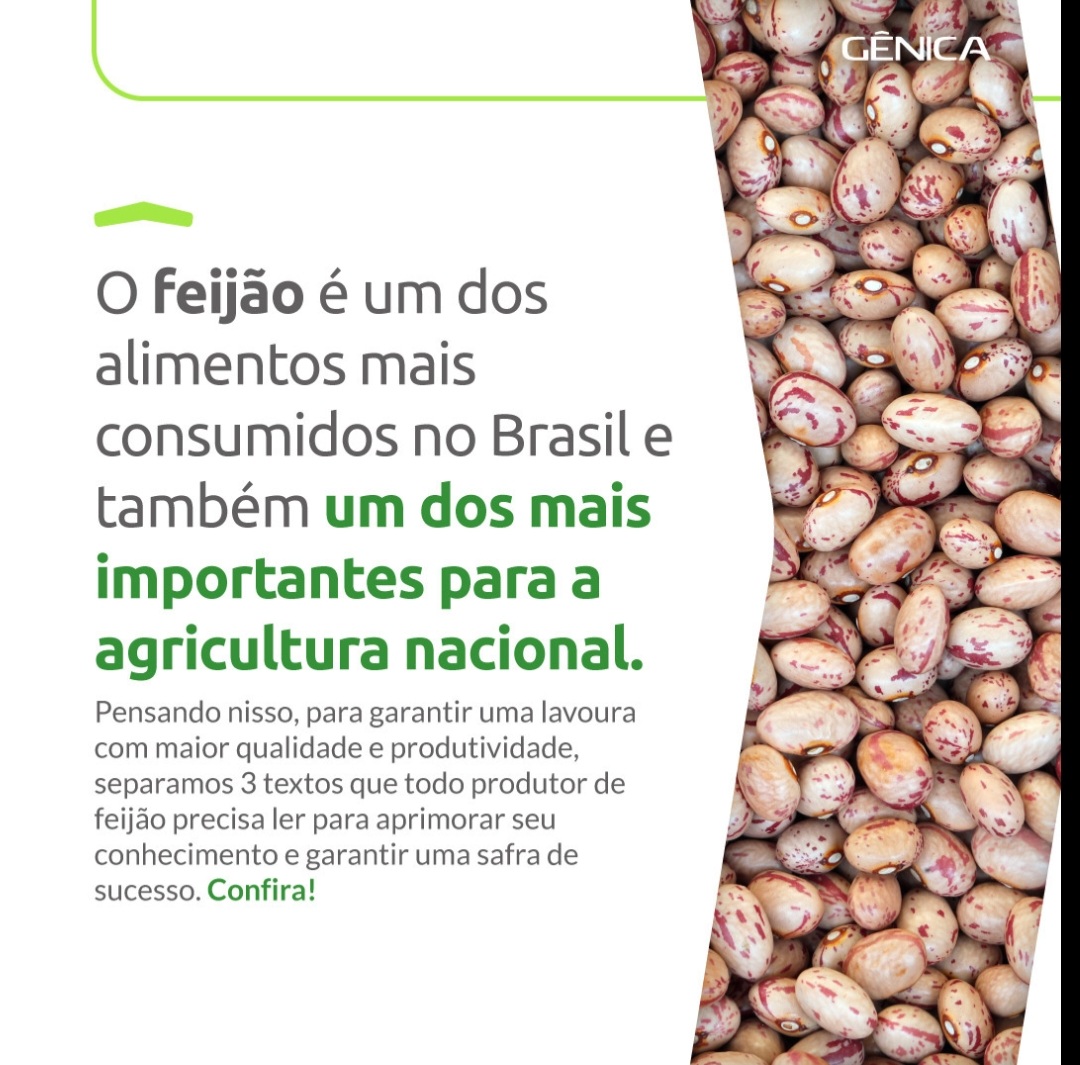 GÊNICA
O feijão é um dos
alimentos mais
consumidos no Brasil e
também um dos mais
importantes para a
agricultura nacional.
Pensando nisso, para garantir uma lavoura
com maior qualidade e produtividade,
separamos 3 textos que todo produtor de
feijão precisa ler para aprimorar seu
conhecimento e garantir uma safra de
sucesso. Confira!